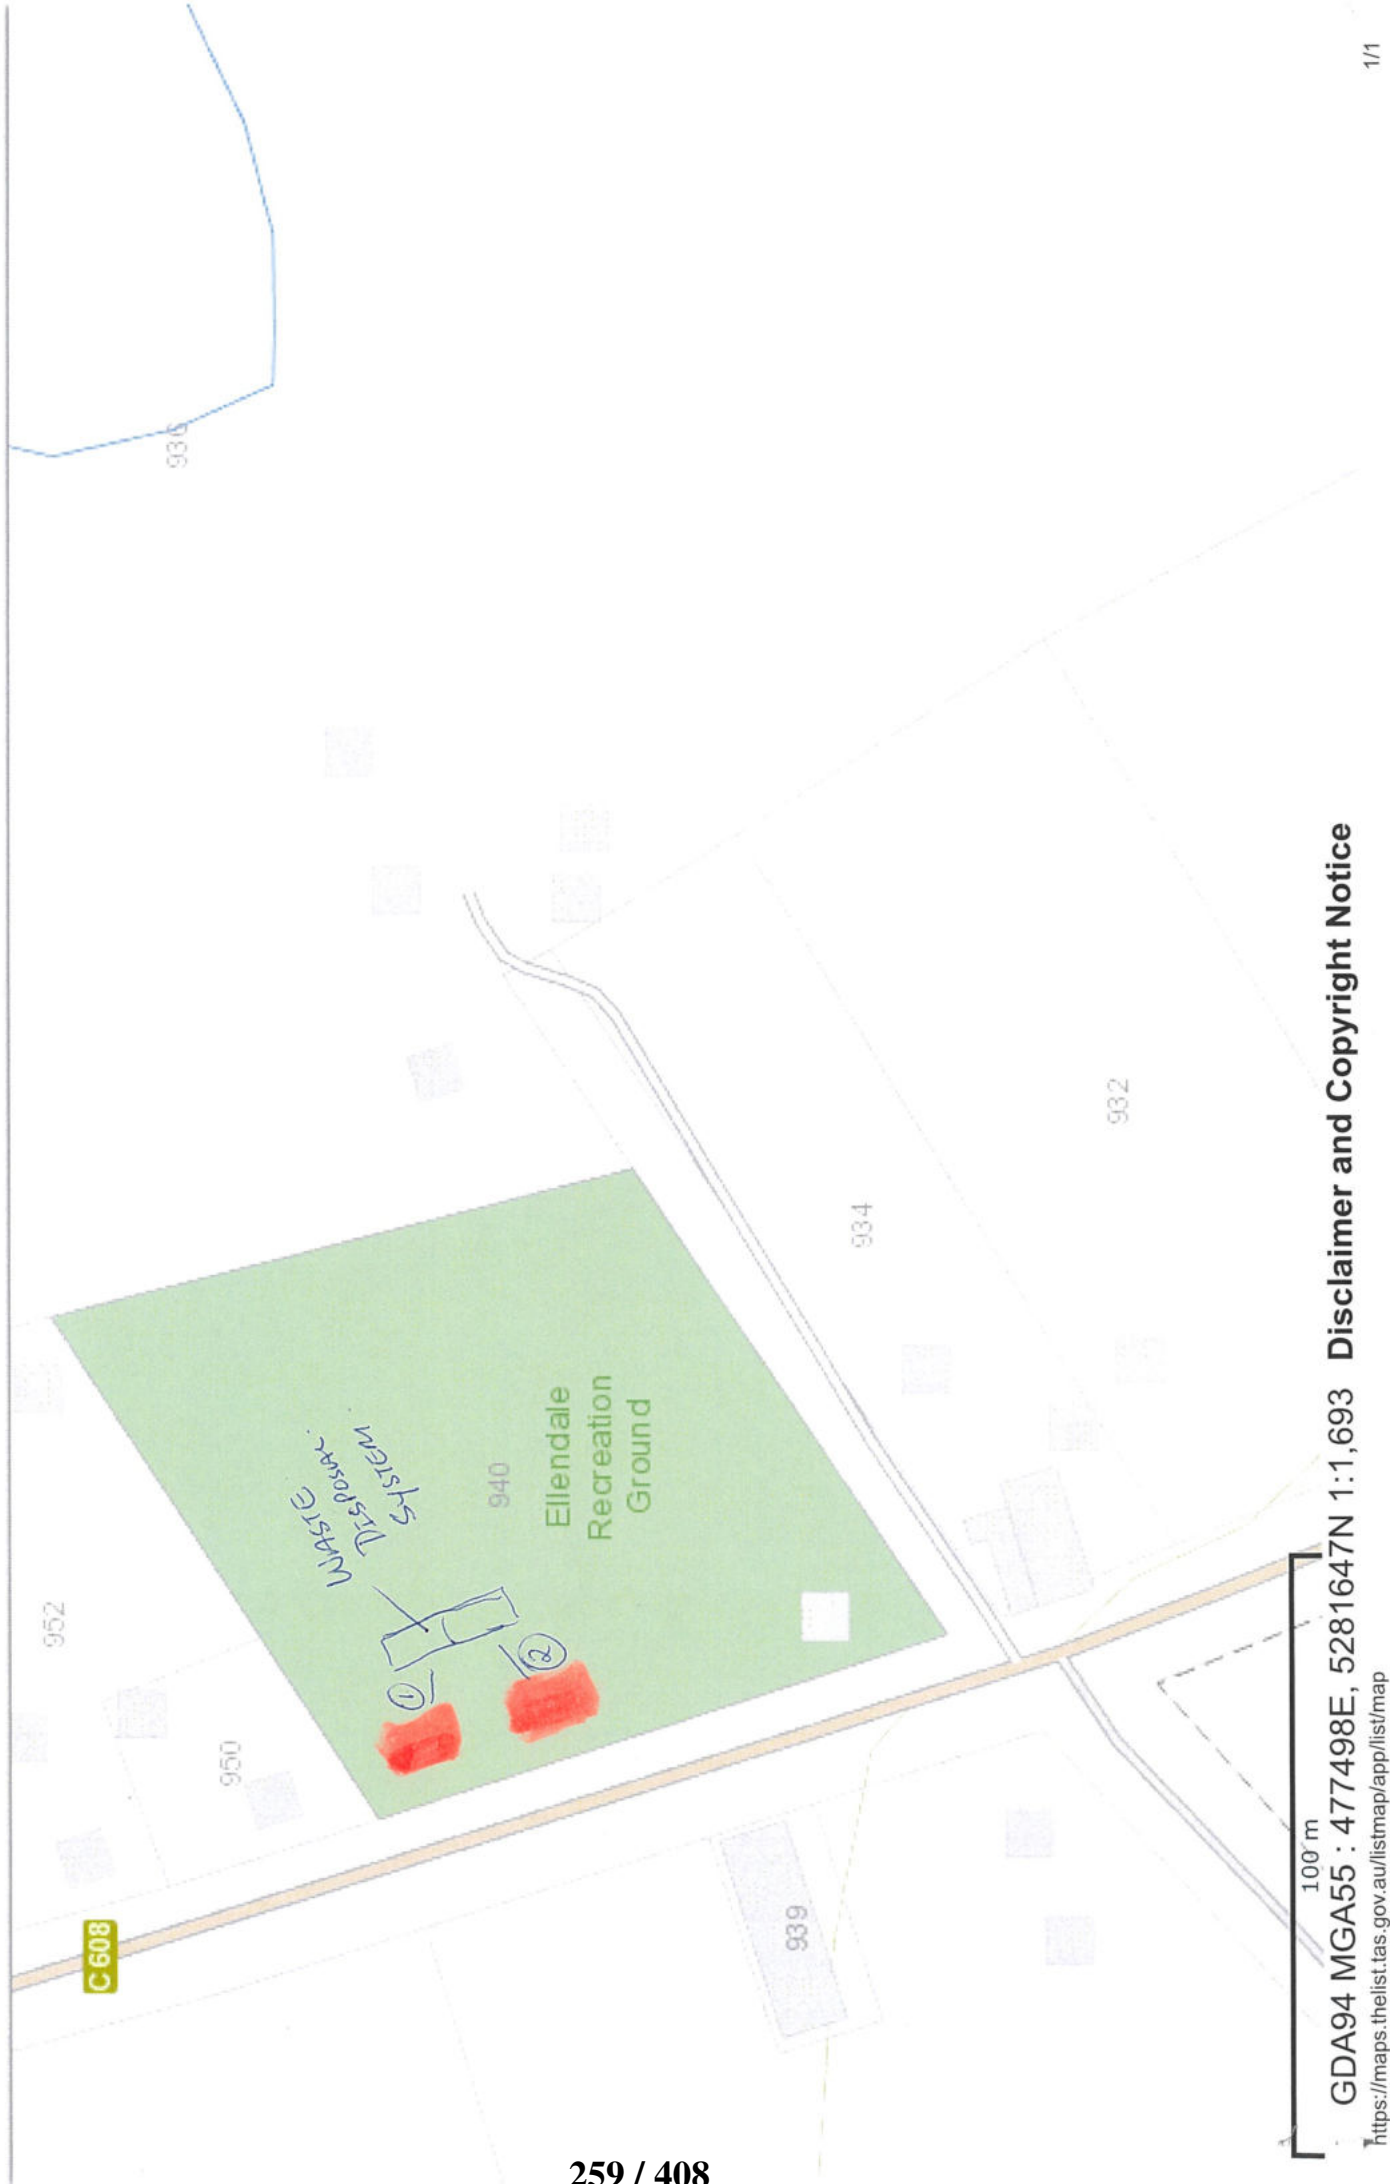 C608
952
950
936
WASTE
DISPOSAL.
SYSTEM
①
②
940
Ellendale
Recreation
Ground
939
934
932
100 m
GDA94 MGA55 : 477498E, 5281647N 1:1,693 Disclaimer and Copyright Notice
https://maps.thelist.tas.gov.au/listmap/app/list/map
1/1
259 / 408